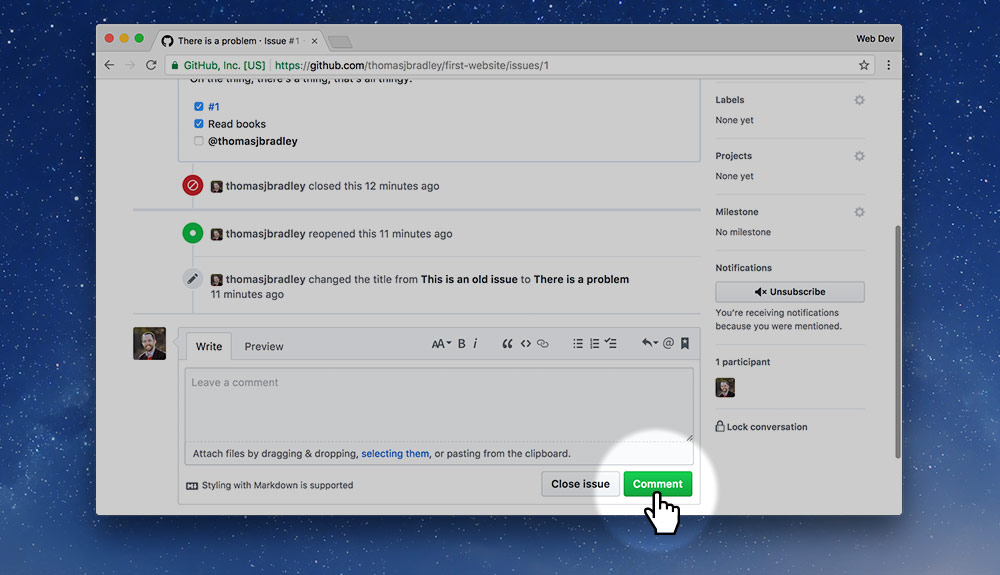 There is a problem · Issue #1
Web Dev
GitHub, Inc. [US] https://github.com/thomasjbradley/first-website/issues/1
On the thing, there's a thing, that's all thingy.
#1
Read books
@thomasjbradley
thomasjbradley closed this 12 minutes ago
thomasjbradley reopened this 11 minutes ago
thomasjbradley changed the title from This is an old issue to There is a problem
11 minutes ago
Write Preview
AA B i
Leave a comment
Attach files by dragging & dropping, selecting them, or pasting from the clipboard.
Styling with Markdown is supported
Close issue Comment
Labels
None yet
Projects
None yet
Milestone
No milestone
Notifications
Unsubscribe
You're receiving notifications
because you were mentioned.
1 participant
Lock conversation